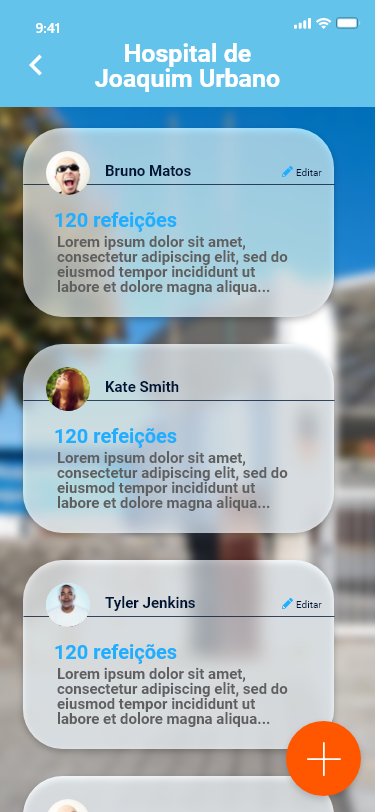 9:41
Hospital de
Joaquim Urbano
Bruno Matos
Editar
120 refeições
Lorem ipsum dolor sit amet,
consectetur adipiscing elit, sed do
eiusmod tempor incididunt ut
labore et dolore magna aliqua...
Kate Smith
120 refeições
Lorem ipsum dolor sit amet,
consectetur adipiscing elit, sed do
eiusmod tempor incididunt ut
labore et dolore magna aliqua...
Tyler Jenkins
Editar
120 refeições
Lorem ipsum dolor sit amet,
consectetur adipiscing elit, sed do
eiusmod tempor incididunt ut
labore et dolore magna aliqua...